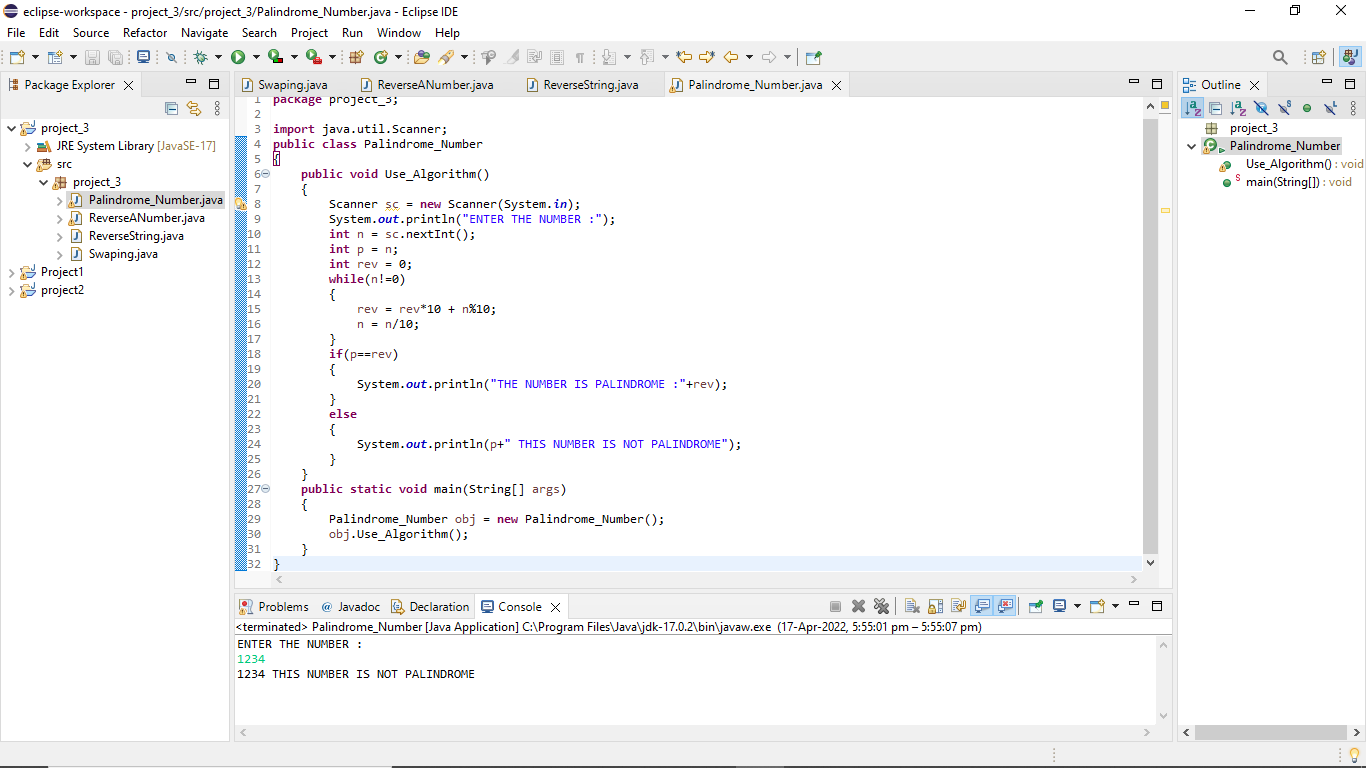 eclipse-workspace - project_3/src/project_3/Palindrome_Number.java - Eclipse IDE
File Edit Source Refactor Navigate Search Project Run Window Help
Package Explorer
project_3
JRE System Library [JavaSE-17]
src
project_3
Palindrome_Number.java
ReverseANumber.java
ReverseString.java
Swaping.java
Project1
project2
Swaping.java ReverseANumber.java ReverseString.java Palindrome_Number.java
1 package project_3;
2
3 import java.util.Scanner;
4 public class Palindrome_Number
5 {
6 public void Use_Algorithm()
7 {
8 Scanner sc = new Scanner(System.in);
9 System.out.println("ENTER THE NUMBER :");
10 int n = sc.nextInt();
11 int p = n;
12 int rev = 0;
13 while(n!=0)
14 {
15 rev = rev*10 + n%10;
16 n = n/10;
17 }
18 if(p==rev)
19 {
20 System.out.println("THE NUMBER IS PALINDROME :"+rev);
21 }
22 else
23 {
24 System.out.println(p+" THIS NUMBER IS NOT PALINDROME");
25 }
26 }
27 public static void main(String[] args)
28 {
29 Palindrome_Number obj = new Palindrome_Number();
30 obj.Use_Algorithm();
31 }
32 }
Problems @ Javadoc Declaration Console
<terminated> Palindrome_Number [Java Application] C:\Program Files\Java\jdk-17.0.2\bin\javaw.exe (17-Apr-2022, 5:55:01 pm – 5:55:07 pm)
ENTER THE NUMBER :
1234
1234 THIS NUMBER IS NOT PALINDROME
Outline
project_3
Palindrome_Number
Use_Algorithm() : void
main(String[]) : void